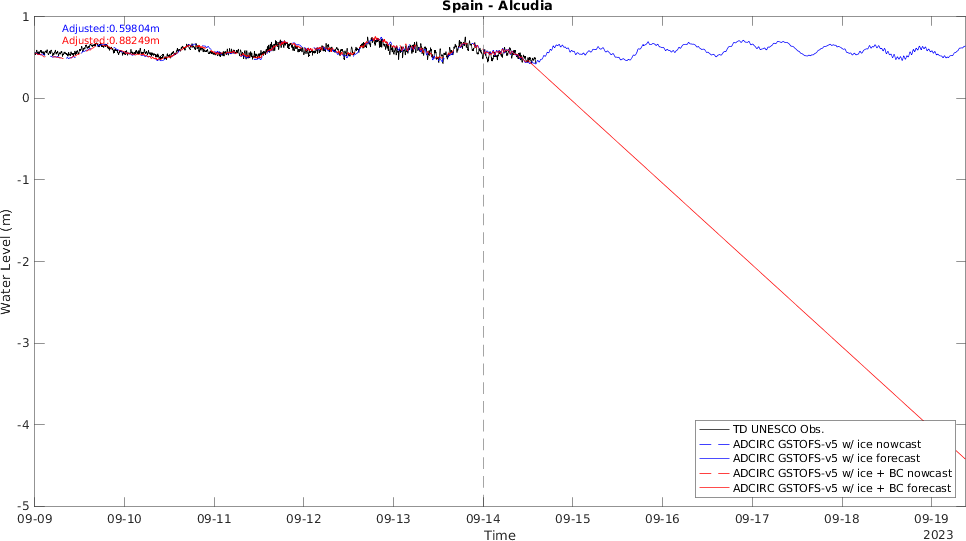 Spain - Alcudia
Adjusted:0.59804m
Adjusted:0.88249m
1
0
-1
-2
-3
-4
-5
Water Level (m)
TD UNESCO Obs.
ADCIRC GSTOFS-v5 w/ ice nowcast
ADCIRC GSTOFS-v5 w/ ice forecast
ADCIRC GSTOFS-v5 w/ ice + BC nowcast
ADCIRC GSTOFS-v5 w/ ice + BC forecast
09-09 09-10 09-11 09-12 09-13 09-14 09-15 09-16 09-17 09-18 09-19
Time
2023